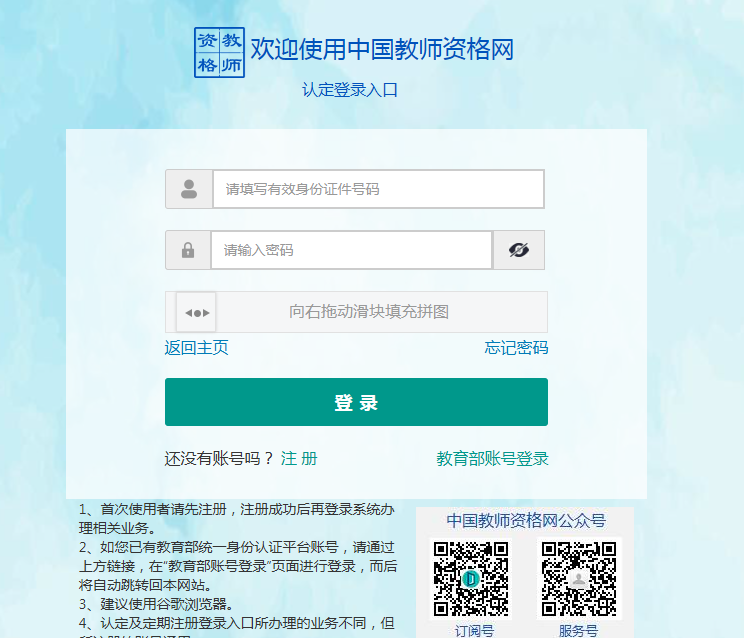 资教
格师
欢迎使用中国教师资格网
认定登录入口
请填写有效身份证件号码
请输入密码
向右拖动滑块填充拼图
返回主页
忘记密码
登 录
还没有账号吗？ 注 册
教育部账号登录
1、首次使用者请先注册，注册成功后再登录系统办
理相关业务。
2、如您已有教育部统一身份认证平台账号，请通过
上方链接，在“教育部账号登录”页面进行登录，而后
将自动跳转回本网站。
3、建议使用谷歌浏览器。
4、认定及定期注册登录入口所办理的业务不同，但
中国教师资格网公众号
订阅号
服务号